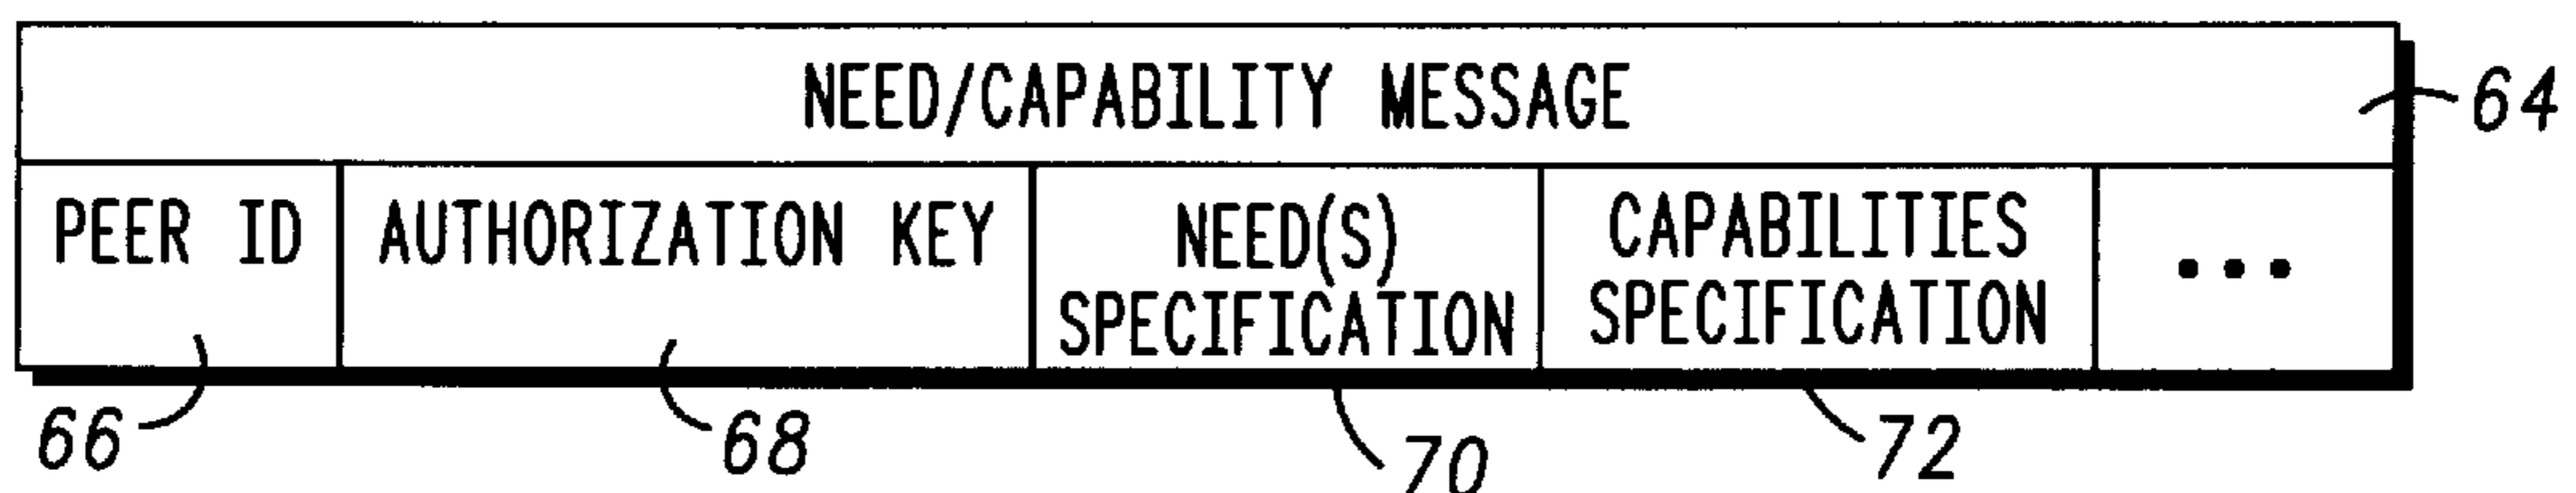 NEED/CAPABILITY MESSAGE
64
PEER ID
AUTHORIZATION KEY
NEED(S)
SPECIFICATION
CAPABILITIES
SPECIFICATION
•••
66
68
70
72